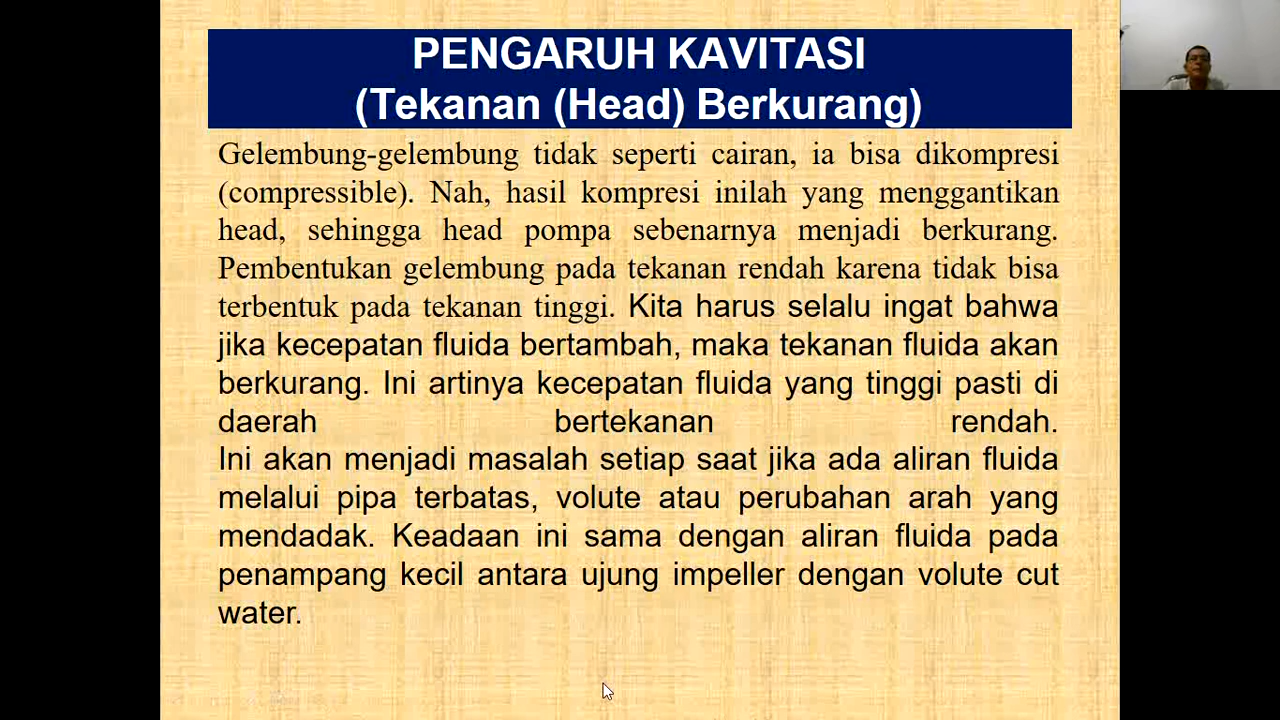 PENGARUH KAVITASI
(Tekanan (Head) Berkurang)
Gelembung-gelembung tidak seperti cairan, ia bisa dikompresi
(compressible). Nah, hasil kompresi inilah yang menggantikan
head, sehingga head pompa sebenarnya menjadi berkurang.
Pembentukan gelembung pada tekanan rendah karena tidak bisa
terbentuk pada tekanan tinggi. Kita harus selalu ingat bahwa
jika kecepatan fluida bertambah, maka tekanan fluida akan
berkurang. Ini artinya kecepatan fluida yang tinggi pasti di
daerah bertekanan rendah.
Ini akan menjadi masalah setiap saat jika ada aliran fluida
melalui pipa terbatas, volute atau perubahan arah yang
mendadak. Keadaan ini sama dengan aliran fluida pada
penampang kecil antara ujung impeller dengan volute cut
water.